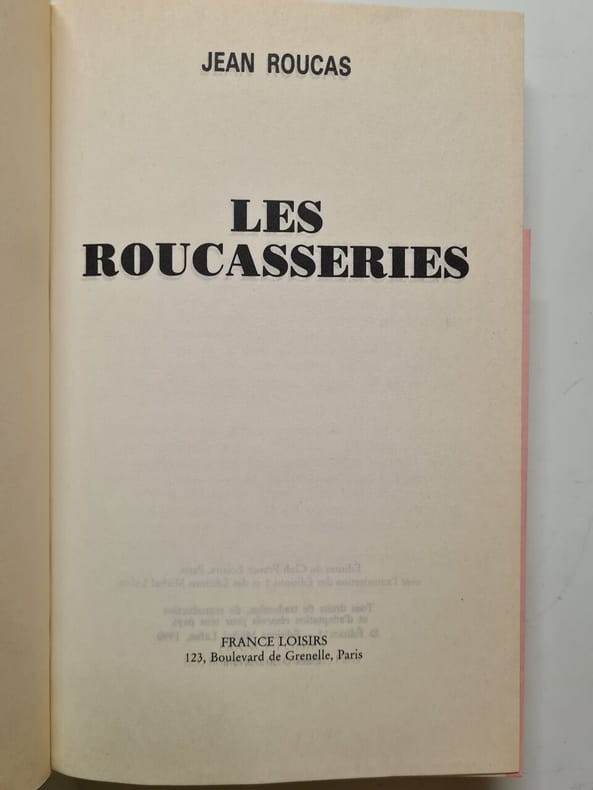 JEAN ROUCAS
LES
ROUCASSERIES
FRANCE LOISIRS
123, Boulevard de Grenelle, Paris